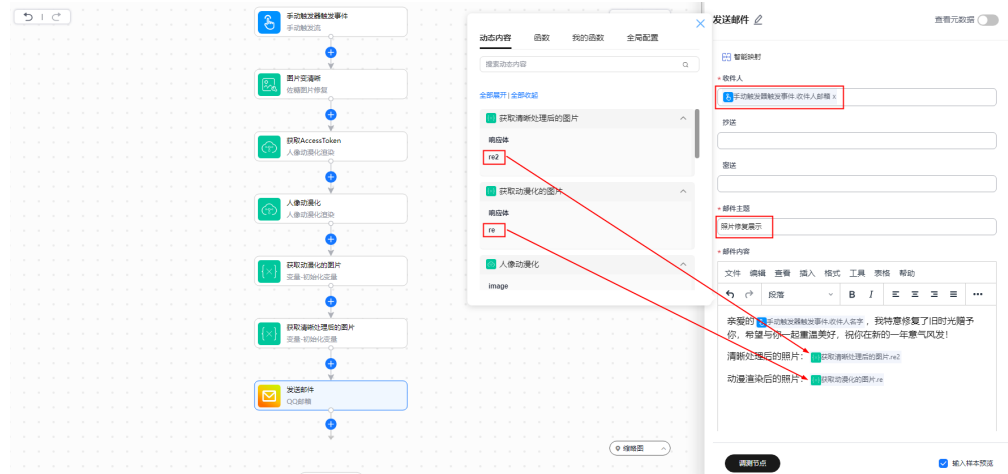 手动触发器触发事件
手动触发流
图片变清晰
佐糖图片修复
获取AccessToken
人像动漫化渲染
人像动漫化
人像动漫化渲染
获取动漫化的图片
变量-初始化变量
获取清晰处理后的图片
变量-初始化变量
发送邮件
QQ邮箱
缩略图
动态内容 函数 我的函数 全局配置
搜索动态内容
全部展开 | 全部收起
获取清晰处理后的图片
响应体
re2
获取动漫化的图片
响应体
re
人像动漫化
image
发送邮件
查看元数据
智能映射
* 收件人
手动触发器触发事件.收件人邮箱 x
抄送
密送
* 邮件主题
照片修复展示
* 邮件内容
文件 编辑 查看 插入 格式 工具 表格 帮助
段落 B I
亲爱的 手动触发器触发事件.收件人名字 ，我特意修复了旧时光赠予
你，希望与你一起重温美好，祝你在新的一年意气风发！
清晰处理后的照片： 获取清晰处理后的图片.re2
动漫渲染后的照片： 获取动漫化的图片.re
调测节点
输入样本预览